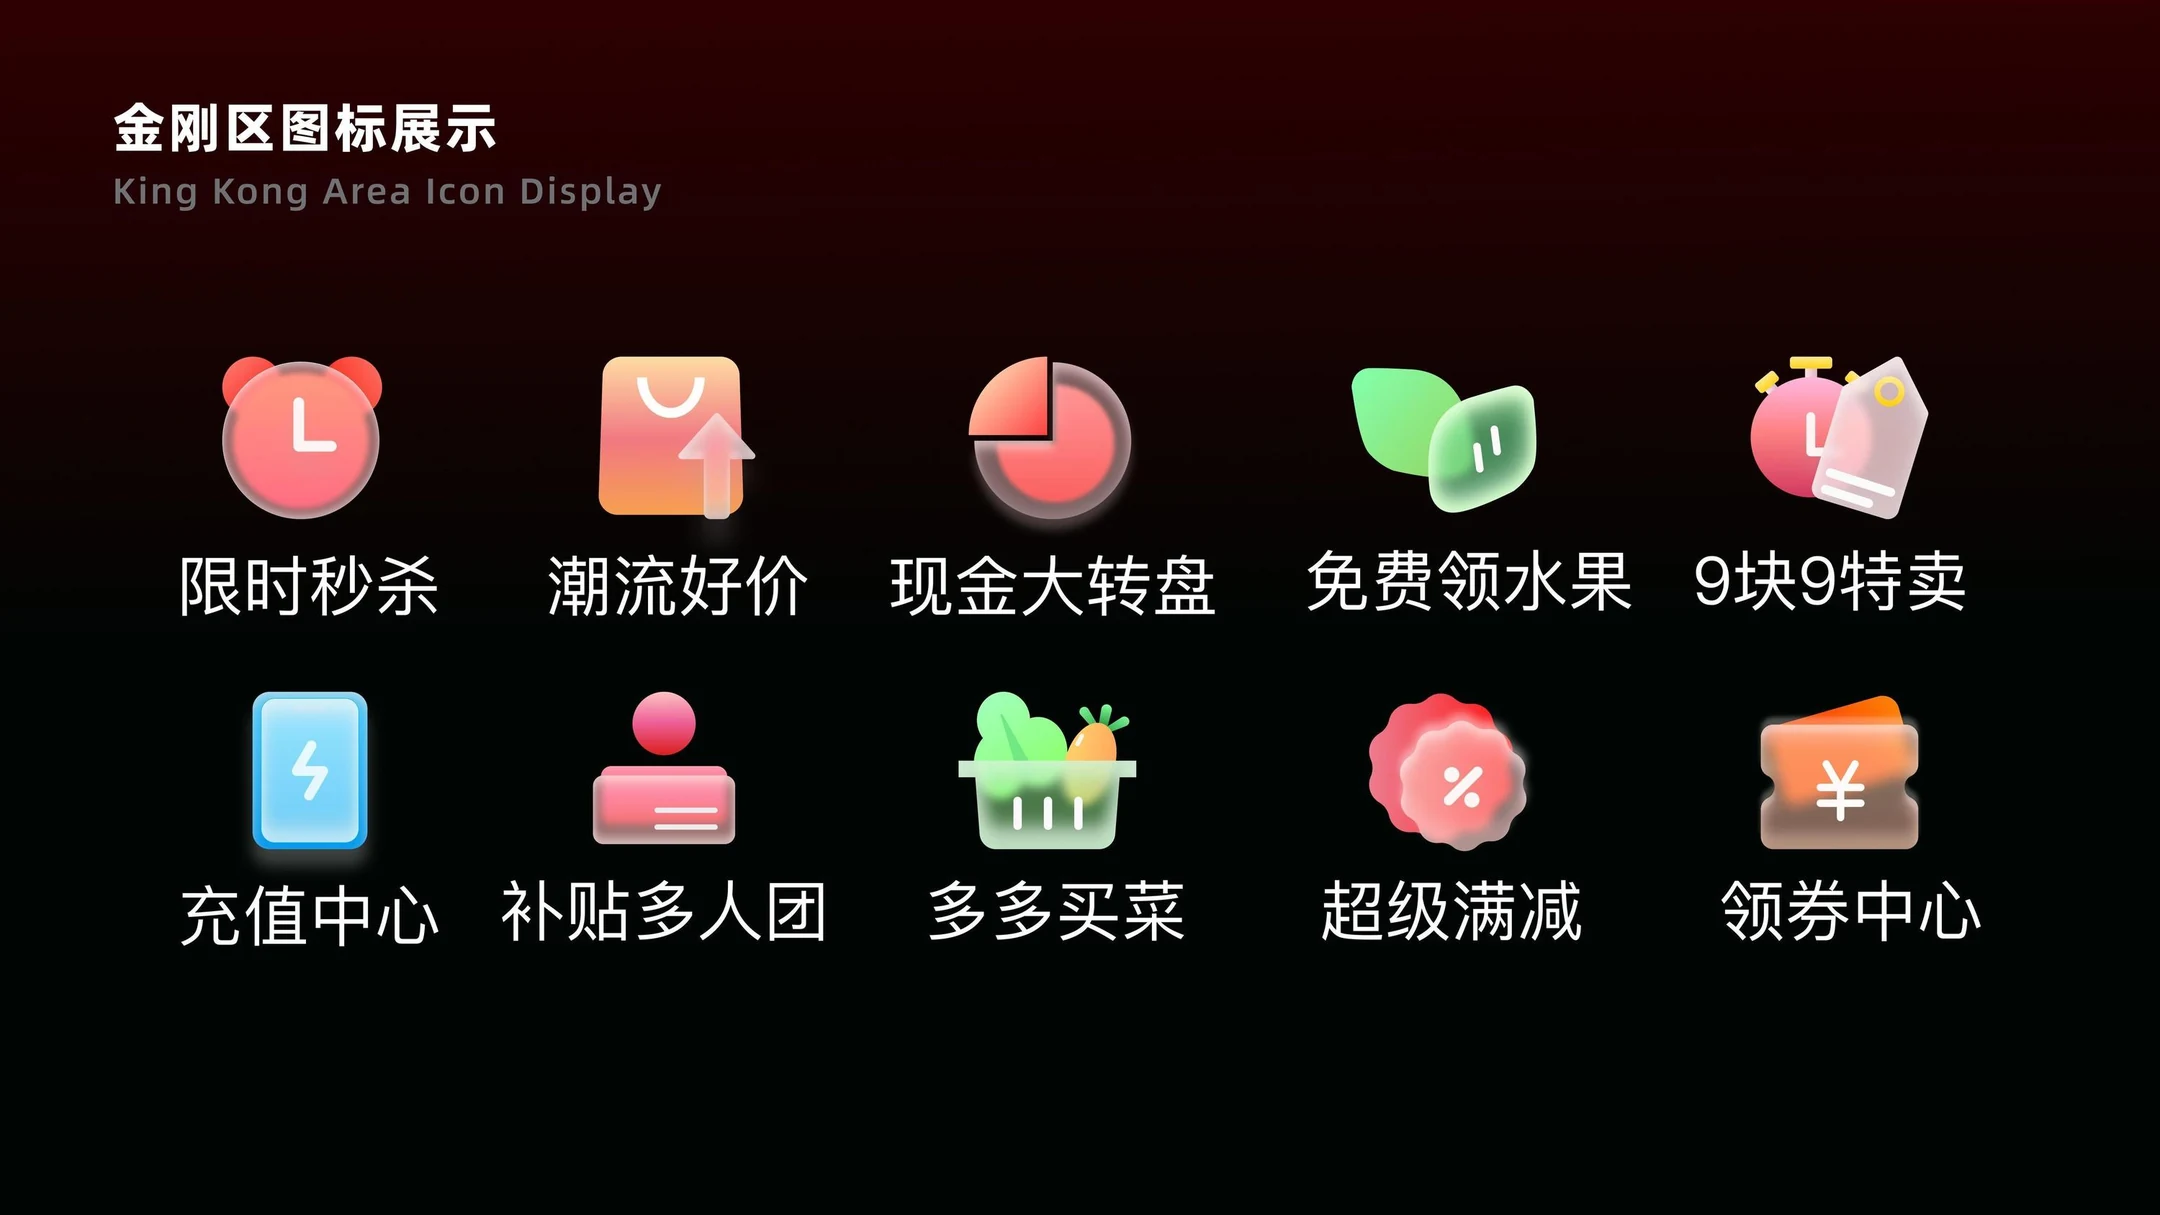 金刚区图标展示
King Kong Area Icon Display
限时秒杀
潮流好价
现金大转盘
免费领水果
9块9特卖
充值中心
补贴多人团
多多买菜
%
超级满减
¥
领券中心